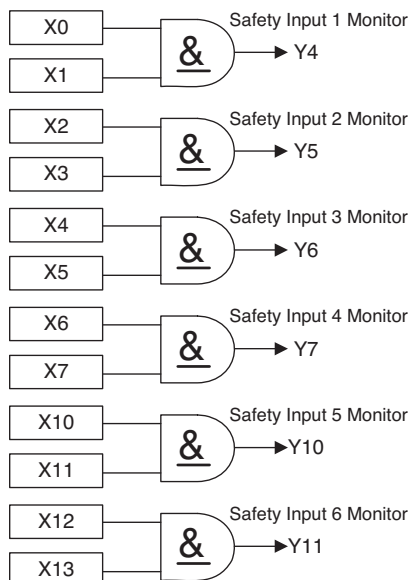 X0
Safety Input 1 Monitor
&
Y4
X1
X2
Safety Input 2 Monitor
&
Y5
X3
X4
Safety Input 3 Monitor
&
Y6
X5
X6
Safety Input 4 Monitor
&
Y7
X7
X10
Safety Input 5 Monitor
&
Y10
X11
X12
Safety Input 6 Monitor
&
Y11
X13